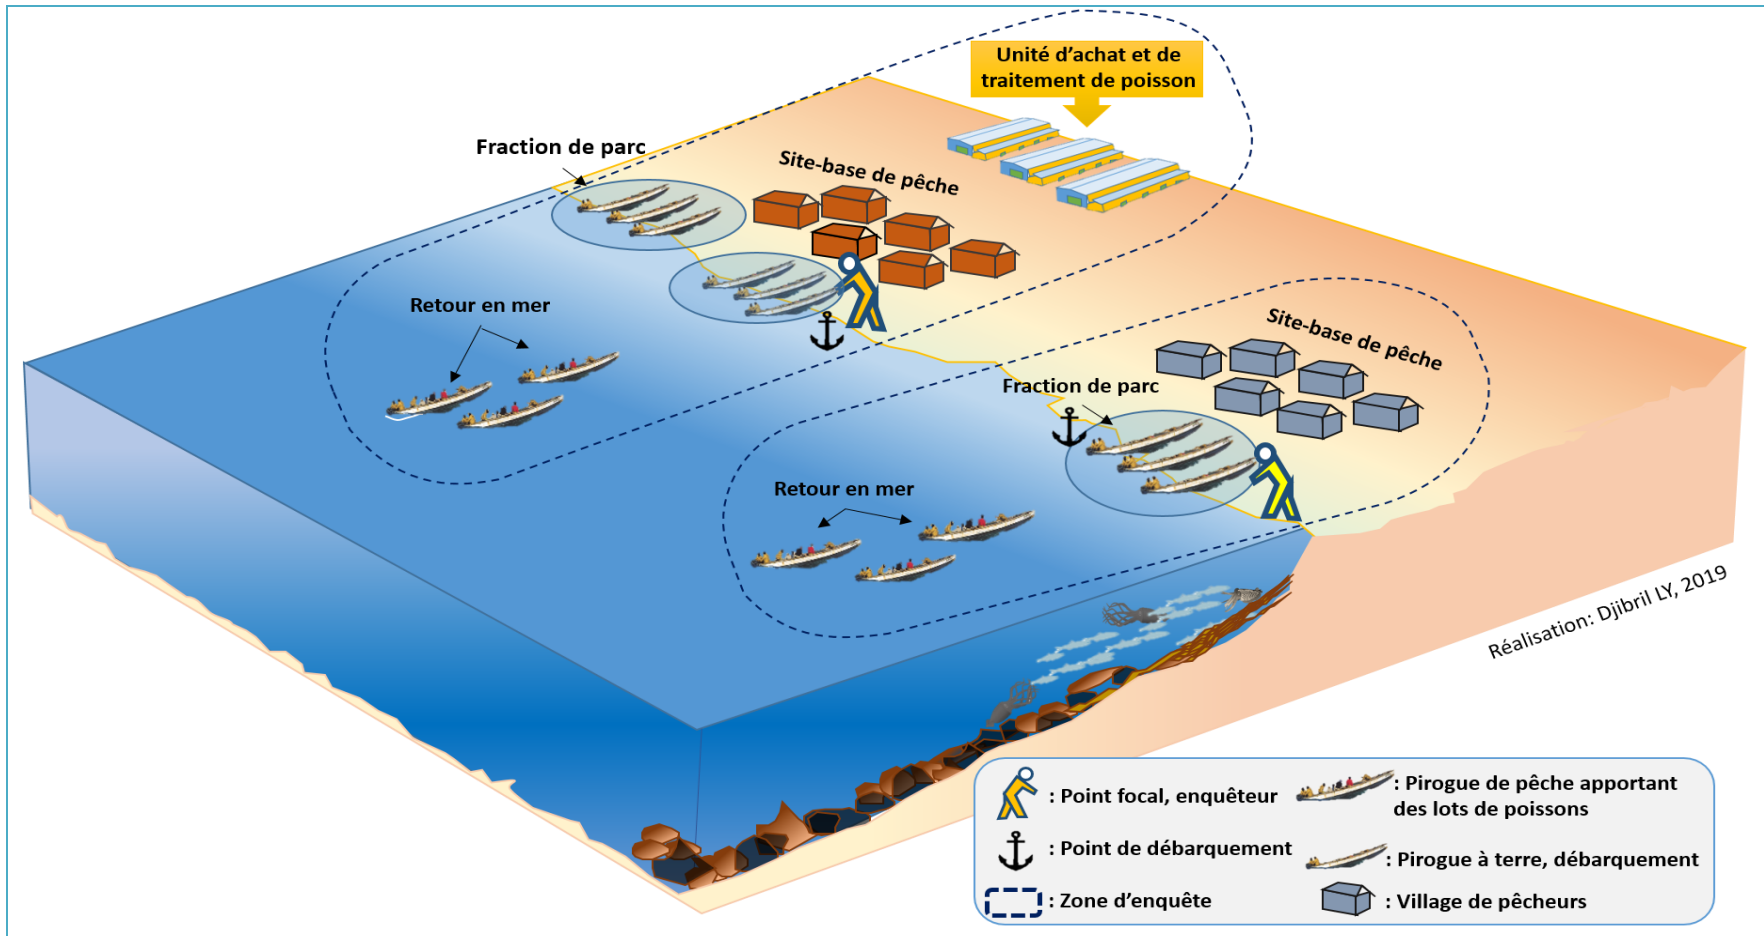 Unité d'achat et de
traitement de poisson
Fraction de parc
Site-base de pêche
Retour en mer
Site-base de pêche
Fraction de parc
Retour en mer
Réalisation: Djibril LY, 2019
: Point focal, enquêteur
: Pirogue de pêche apportant
des lots de poissons
: Point de débarquement
: Pirogue à terre, débarquement
: Zone d'enquête
: Village de pêcheurs